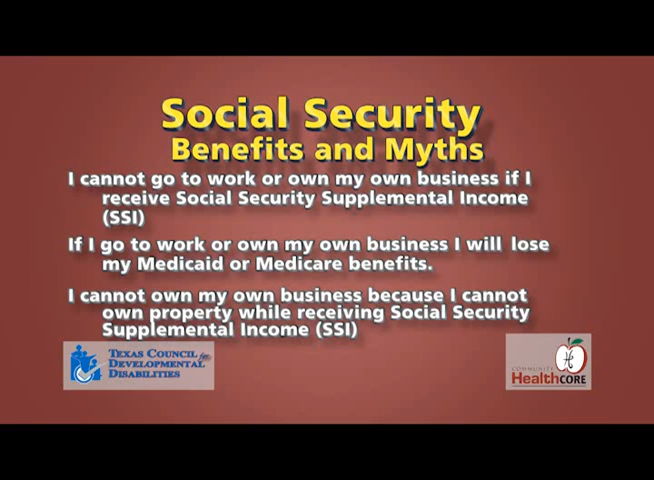 Social Security
Benefits and Myths
I cannot go to work or own my own business if I
receive Social Security Supplemental Income
(SSI)
If I go to work or own my own business I will lose
my Medicaid or Medicare benefits.
I cannot own my own business because I cannot
own property while receiving Social Security
Supplemental Income (SSI)
TEXAS COUNCIL for
DEVELOPMENTAL
DISABILITIES
COMMUNITY
HealthCORE